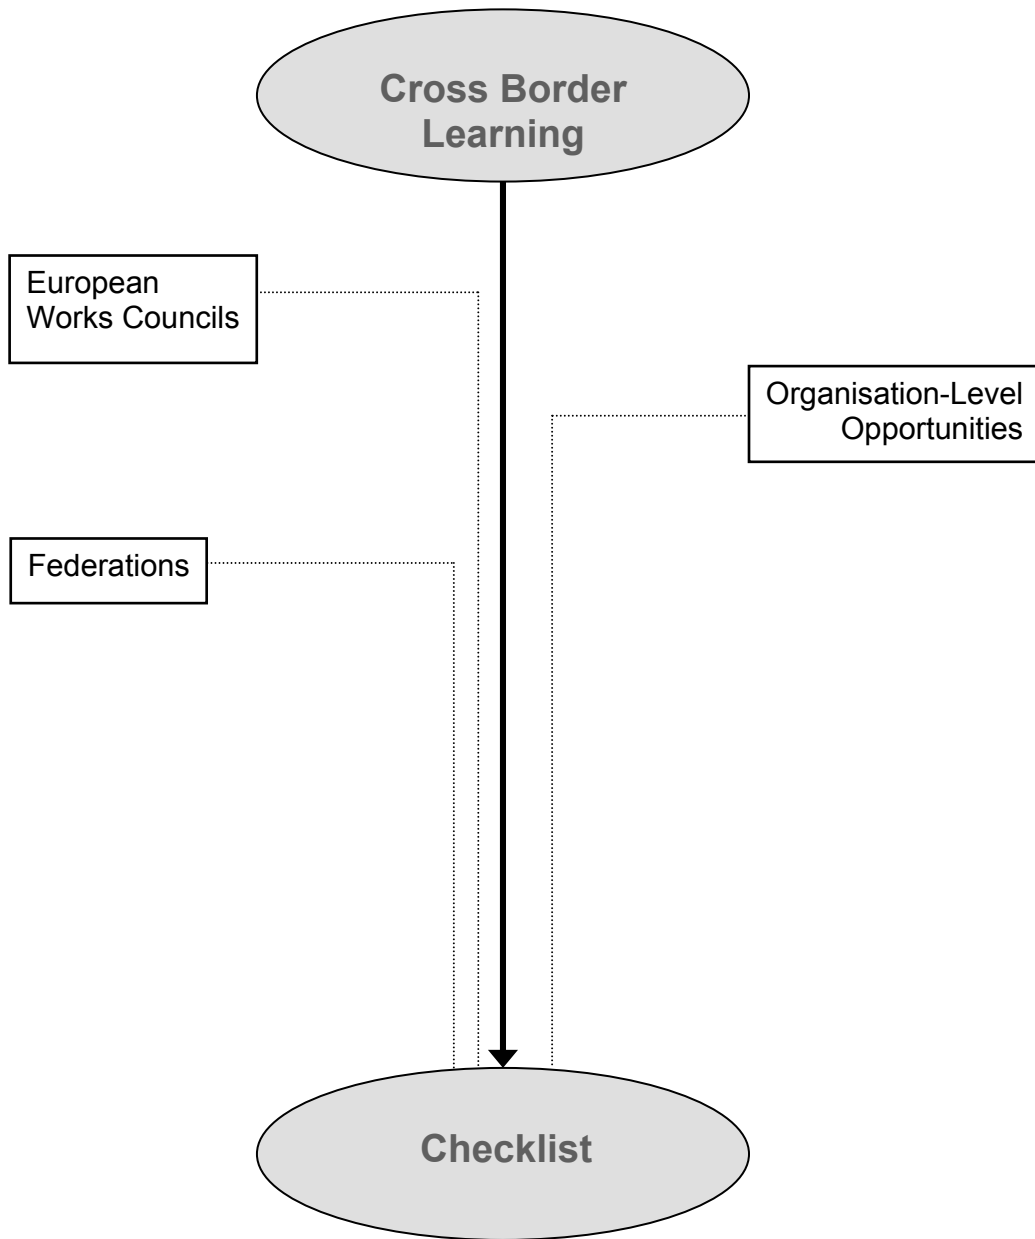 Cross Border
Learning
European
Works Councils
Organisation-Level
Opportunities
Federations
Checklist